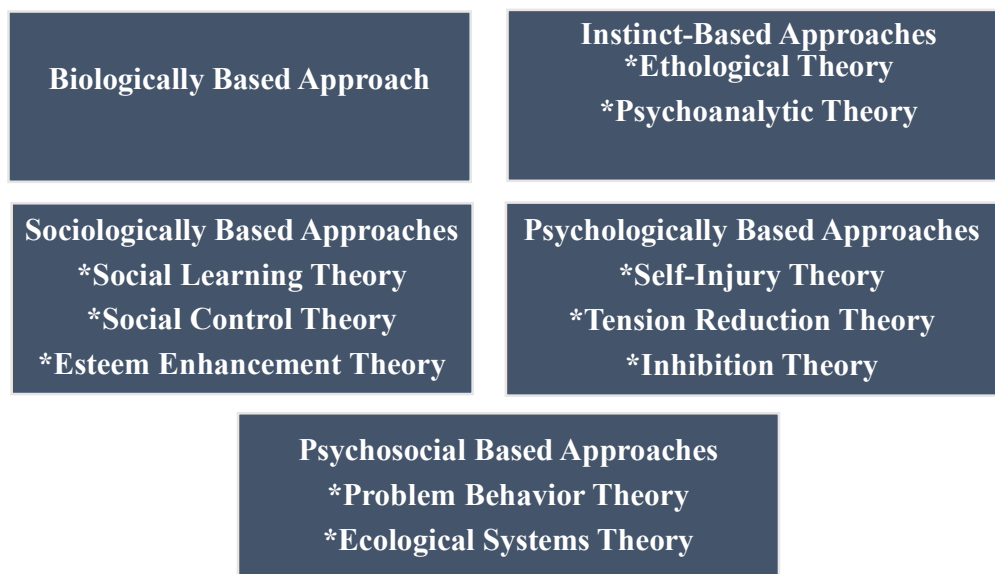 Biologically Based Approach
Instinct-Based Approaches
*Ethological Theory
*Psychoanalytic Theory
Sociologically Based Approaches
*Social Learning Theory
*Social Control Theory
*Esteem Enhancement Theory
Psychologically Based Approaches
*Self-Injury Theory
*Tension Reduction Theory
*Inhibition Theory
Psychosocial Based Approaches
*Problem Behavior Theory
*Ecological Systems Theory